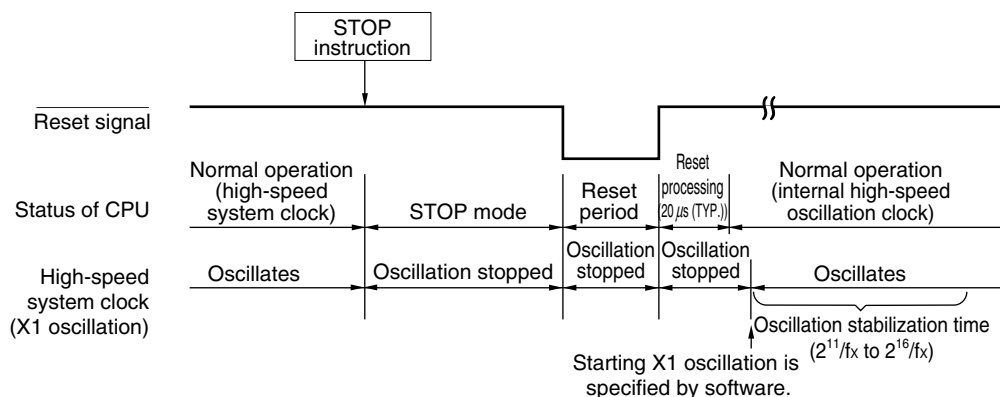 STOP
instruction
Reset signal
Normal operation
(high-speed
system clock)
Status of CPU
STOP mode
Reset
period
Reset
processing
(20 μs (TYP.))
Normal operation
(internal high-speed
oscillation clock)
High-speed
system clock
(X1 oscillation)
Oscillates
Oscillation stopped
Oscillation
stopped
Oscillation
stopped
Oscillates
Oscillation stabilization time
(2¹¹/fx to 2¹⁶/fx)
Starting X1 oscillation is
specified by software.